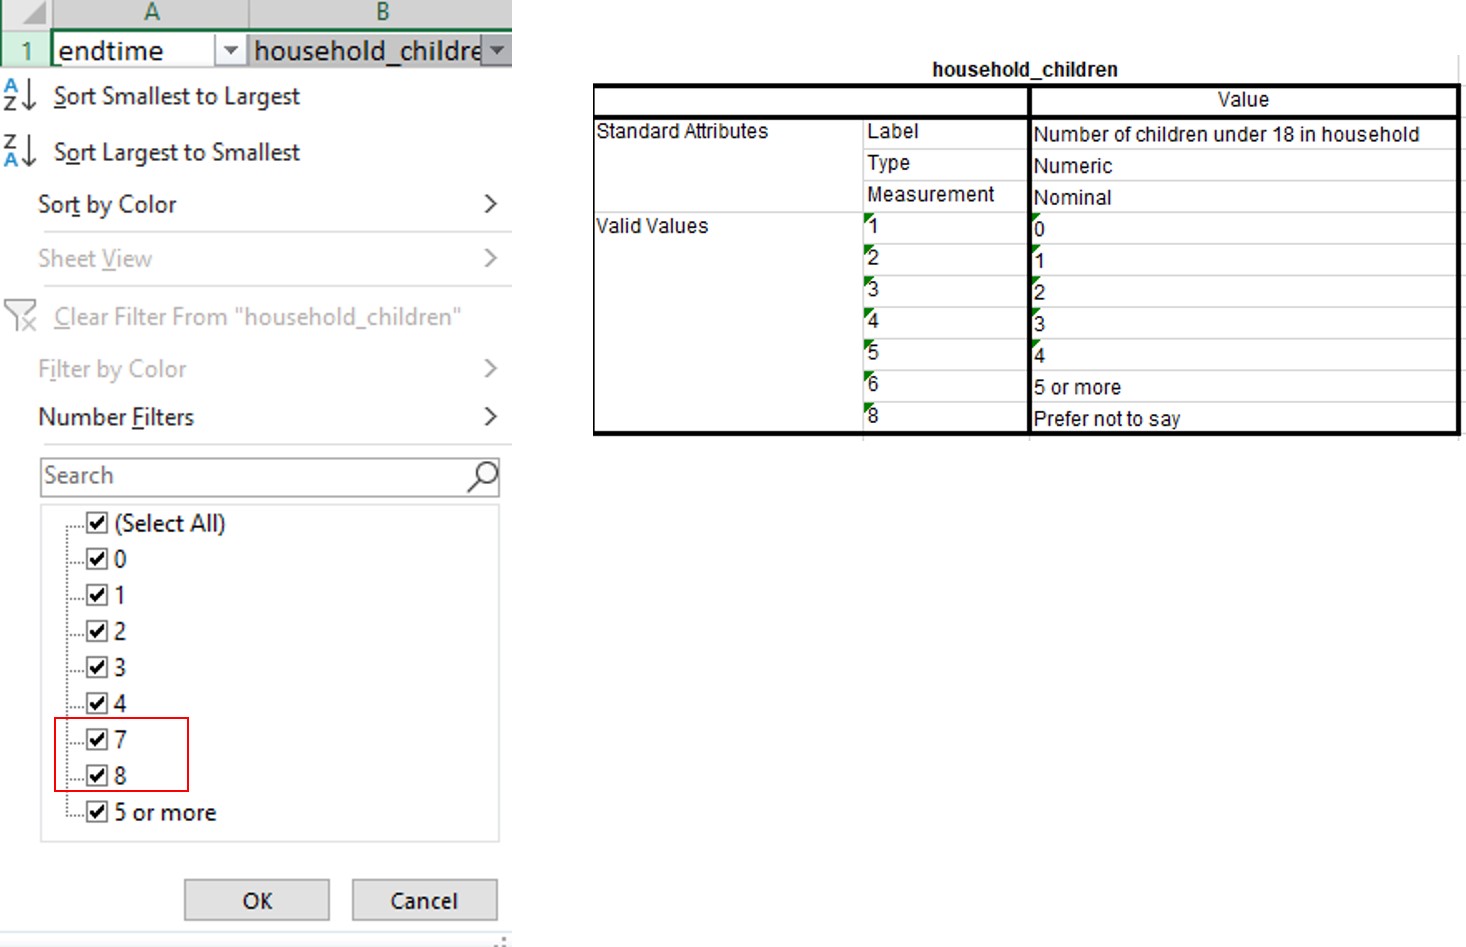 A B
1 endtime household_childre
Sort Smallest to Largest
Sort Largest to Smallest
Sort by Color
Sheet View
Clear Filter From "household_children"
Filter by Color
Number Filters
Search
(Select All)
0
1
2
3
4
7
8
5 or more
OK Cancel
household_children
Value
Standard Attributes Label Number of children under 18 in household
Type Numeric
Measurement Nominal
Valid Values 1 0
2 1
3 2
4 3
5 4
6 5 or more
8 Prefer not to say